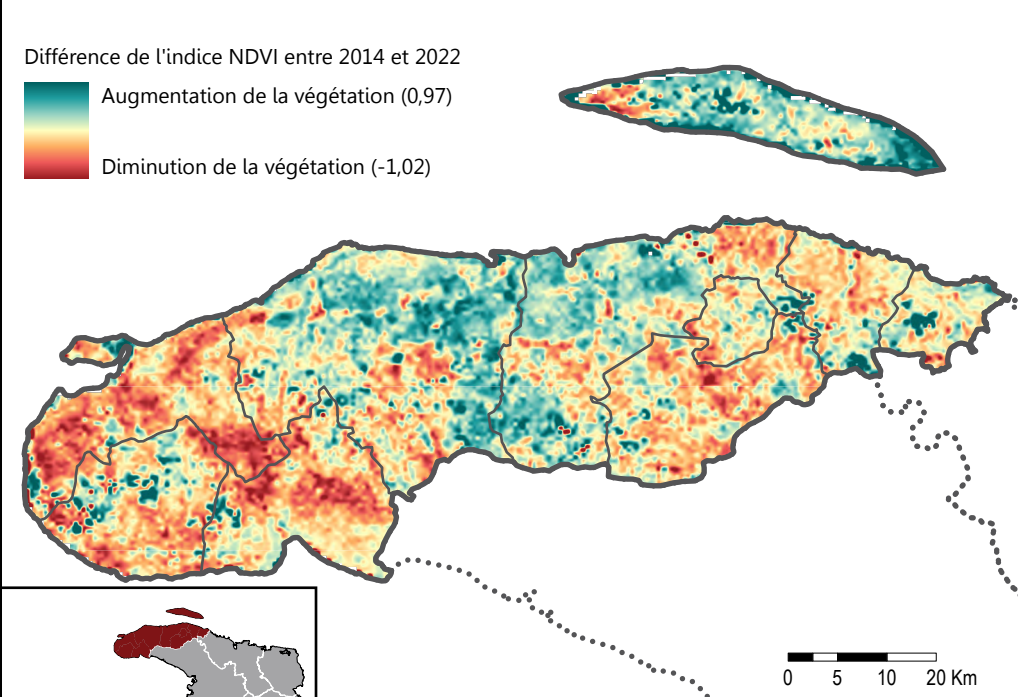 Différence de l'indice NDVI entre 2014 et 2022
Augmentation de la végétation (0,97)
Diminution de la végétation (-1,02)
0 5 10 20 Km